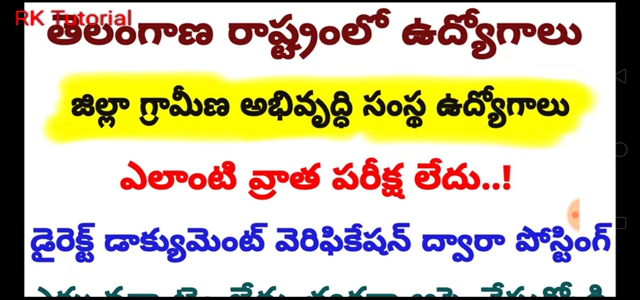 RK Tutorial
తెలంగాణ రాష్ట్రంలో ఉద్యోగాలు
జిల్లా గ్రామీణ అభివృద్ధి సంస్థ ఉద్యోగాలు
ఎలాంటి వ్రాత పరీక్ష లేదు..!
డైరెక్ట్ డాక్యుమెంట్ వెరిఫికేషన్ ద్వారా పోస్టింగ్